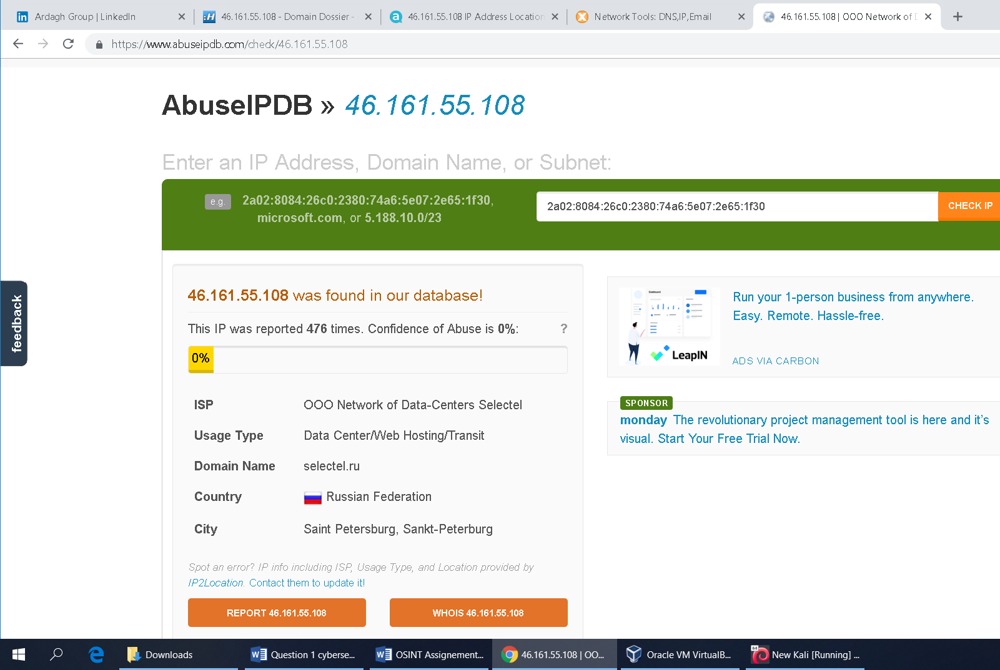 Ardagh Group | LinkedIn
46.161.55.108 - Domain Dossier -
46.161.55.108 IP Address Location
Network Tools: DNS,IP,Email
46.161.55.108 | OOO Network of D
https://www.abuseipdb.com/check/46.161.55.108
AbuseIPDB » 46.161.55.108
Enter an IP Address, Domain Name, or Subnet:
e.g. 2a02:8084:26c0:2380:74a6:5e07:2e65:1f30,
microsoft.com, or 5.188.10.0/23
2a02:8084:26c0:2380:74a6:5e07:2e65:1f30
CHECK IP
feedback
46.161.55.108 was found in our database!
This IP was reported 476 times. Confidence of Abuse is 0%: ?
0%
ISP OOO Network of Data-Centers Selectel
Usage Type Data Center/Web Hosting/Transit
Domain Name selectel.ru
Country Russian Federation
City Saint Petersburg, Sankt-Peterburg
Spot an error? IP info including ISP, Usage Type, and Location provided by
IP2Location. Contact them to update it!
REPORT 46.161.55.108
WHOIS 46.161.55.108
Dashboard
LeapIN
Run your 1-person business from anywhere.
Easy. Remote. Hassle-free.
ADS VIA CARBON
SPONSOR
monday The revolutionary project management tool is here and it's
visual. Start Your Free Trial Now.
Downloads
Question 1 cyberse...
OSINT Assignement...
46.161.55.108 | OO...
Oracle VM VirtualB...
64
New Kali [Running] ...